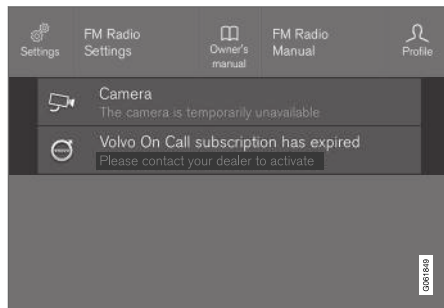 Settings
FM Radio
Settings
Owner's
manual
FM Radio
Manual
Profile
Camera
The camera is temporarily unavailable
Volvo On Call subscription has expired
Please contact your dealer to activate
VOLVO
G061849